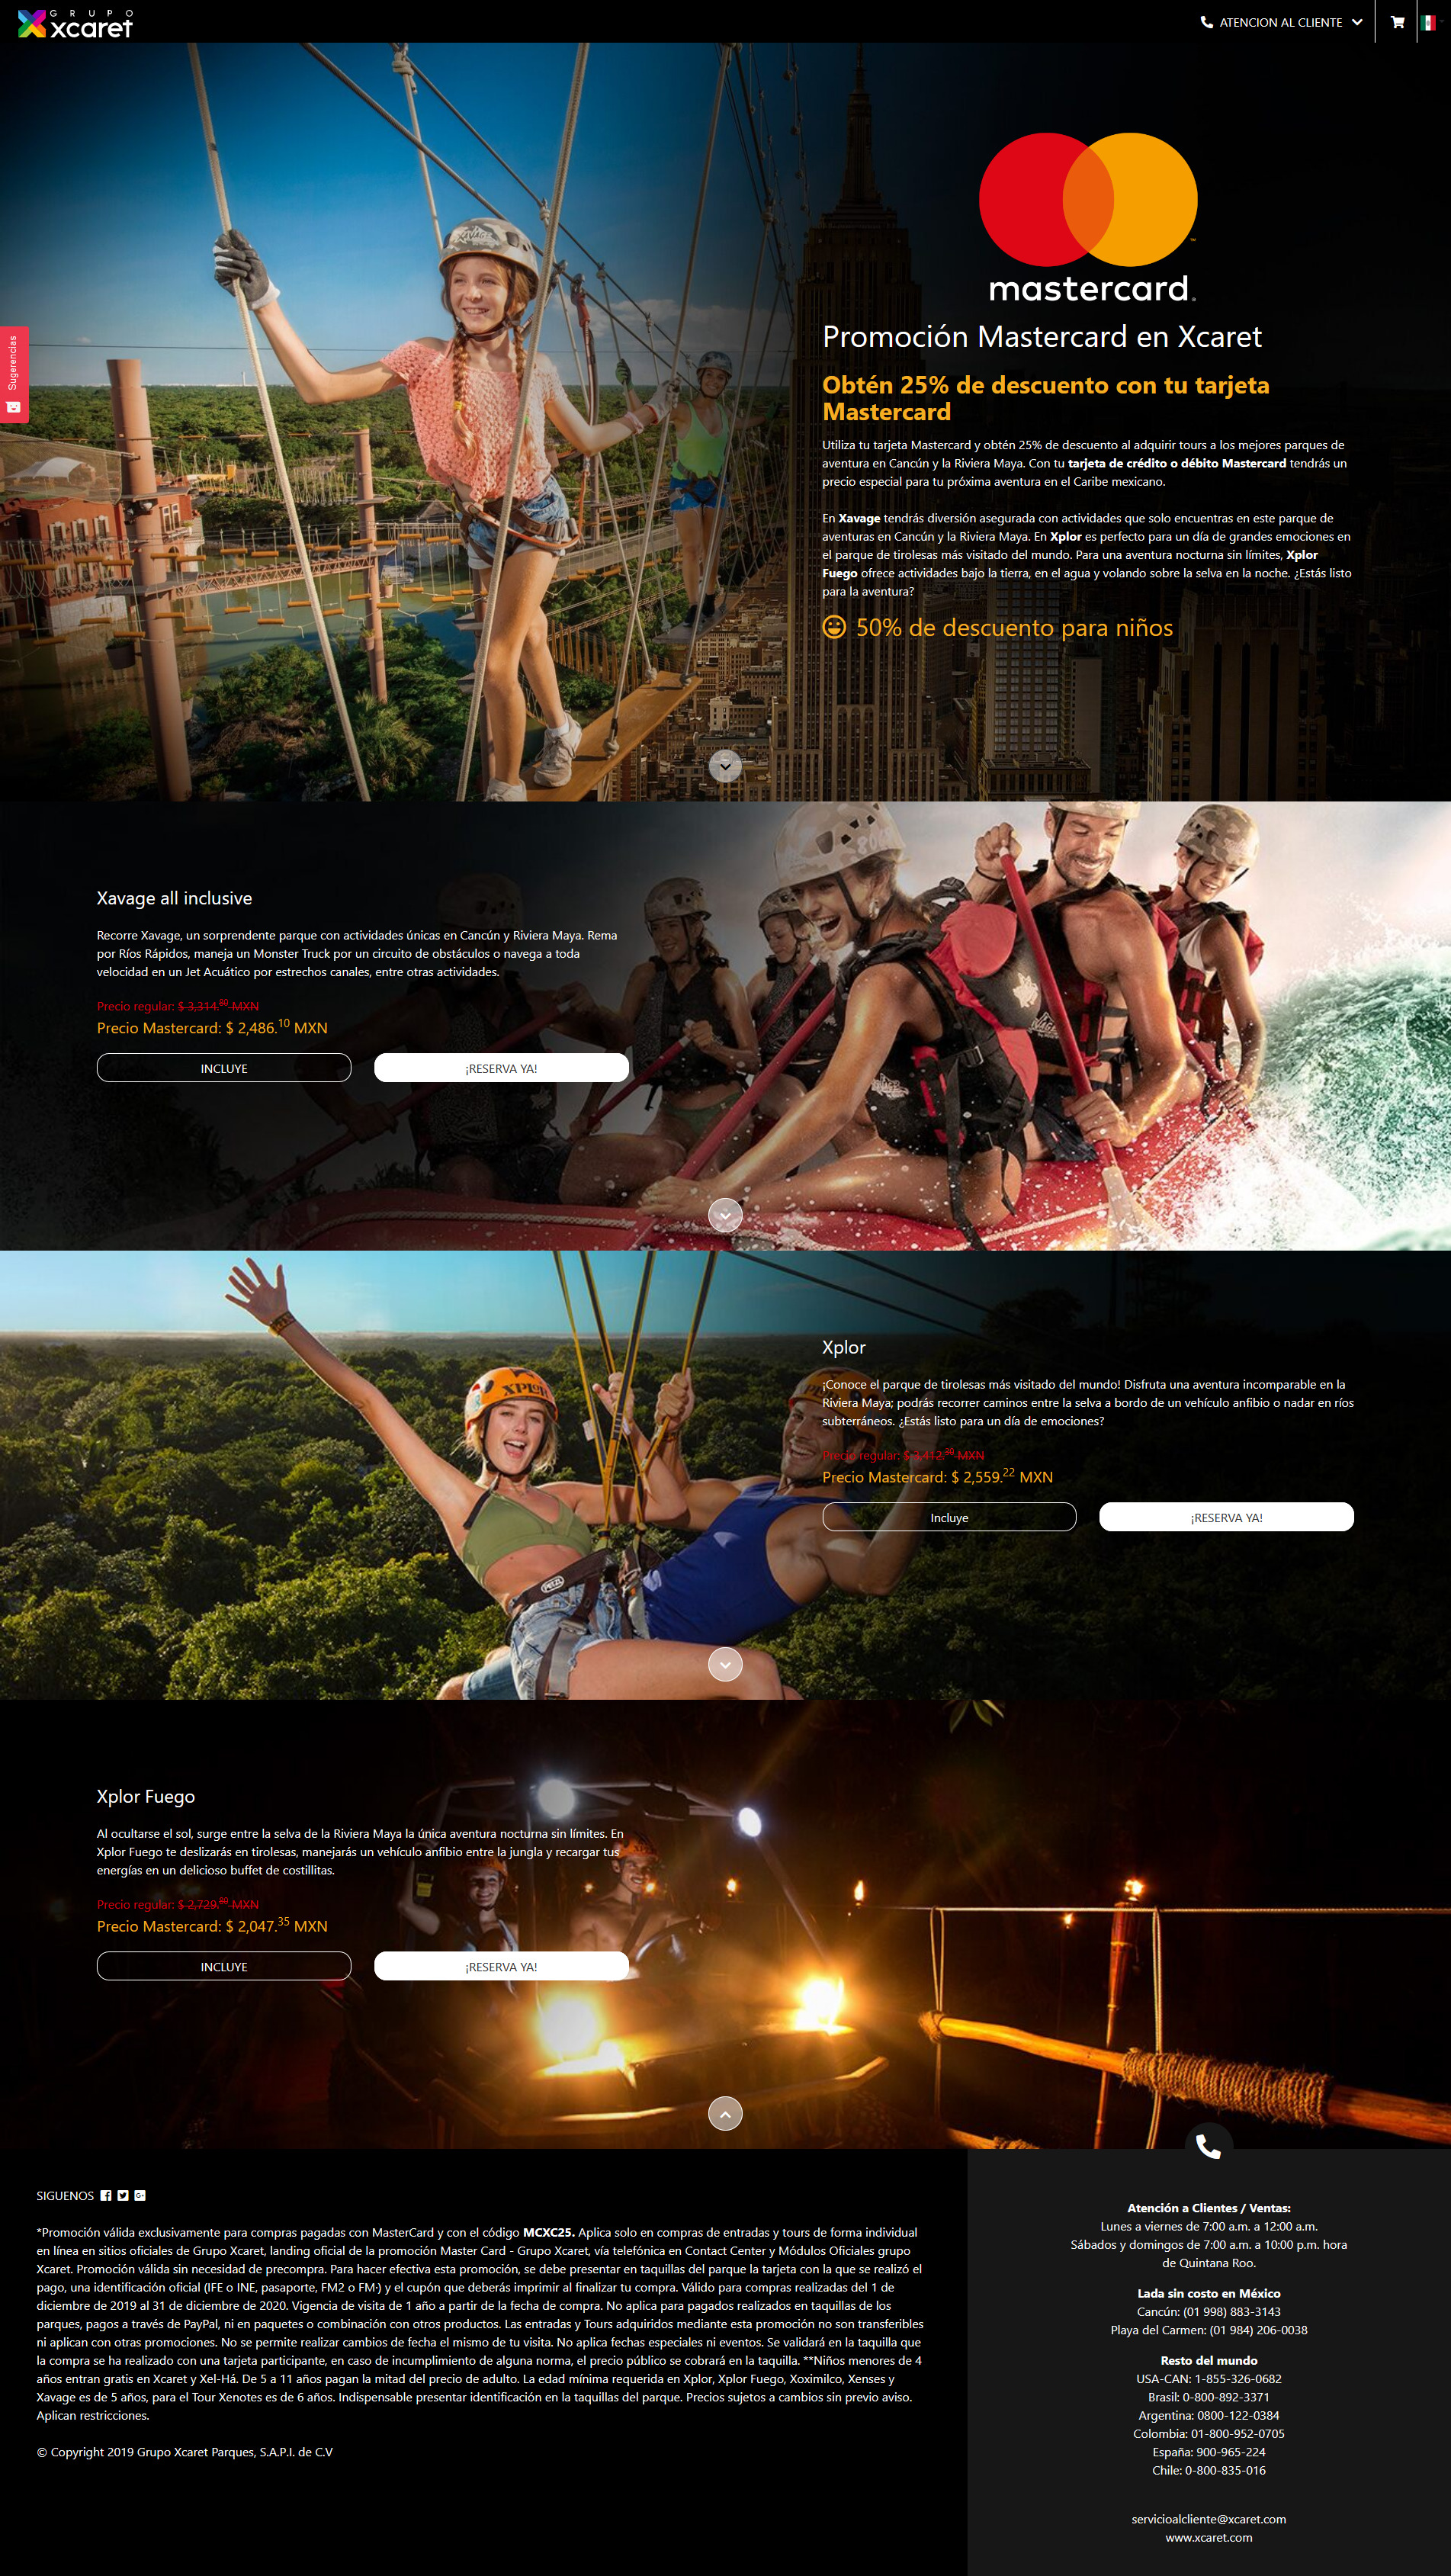 GRUPO
xcaret
ATENCION AL CLIENTE
Sugerencias
XAVAGE
mastercard
Promoción Mastercard en Xcaret
Obtén 25% de descuento con tu tarjeta
Mastercard
Utiliza tu tarjeta Mastercard y obtén 25% de descuento al adquirir tours a los mejores parques de
aventura en Cancún y la Riviera Maya. Con tu tarjeta de crédito o débito Mastercard tendrás un
precio especial para tu próxima aventura en el Caribe mexicano.
En Xavage tendrás diversión asegurada con actividades que solo encuentras en este parque de
aventuras en Cancún y la Riviera Maya. En Xplor es perfecto para un día de grandes emociones en
el parque de tirolesas más visitado del mundo. Para una aventura nocturna sin límites, Xplor
Fuego ofrece actividades bajo la tierra, en el agua y volando sobre la selva en la noche. ¿Estás listo
para la aventura?
50% de descuento para niños
Xavage all inclusive
Recorre Xavage, un sorprendente parque con actividades únicas en Cancún y Riviera Maya. Rema
por Ríos Rápidos, maneja un Monster Truck por un circuito de obstáculos o navega a toda
velocidad en un Jet Acuático por estrechos canales, entre otras actividades.
Precio regular: $ 3,314.80 MXN
Precio Mastercard: $ 2,486.10 MXN
INCLUYE
¡RESERVA YA!
Xplor
¡Conoce el parque de tirolesas más visitado del mundo! Disfruta una aventura incomparable en la
Riviera Maya; podrás recorrer caminos entre la selva a bordo de un vehículo anfibio o nadar en ríos
subterráneos. ¿Estás listo para un día de emociones?
XPLOR
Precio regular: $ 3,412.30 MXN
Precio Mastercard: $ 2,559.22 MXN
Incluye
¡RESERVA YA!
PETZL
Xplor Fuego
Al ocultarse el sol, surge entre la selva de la Riviera Maya la única aventura nocturna sin límites. En
Xplor Fuego te deslizarás en tirolesas, manejarás un vehículo anfibio entre la jungla y recargar tus
energías en un delicioso buffet de costillitas.
Precio regular: $ 2,729.80 MXN
Precio Mastercard: $ 2,047.35 MXN
INCLUYE
¡RESERVA YA!
SIGUENOS
*Promoción válida exclusivamente para compras pagadas con MasterCard y con el código MCXC25. Aplica solo en compras de entradas y tours de forma individual
en línea en sitios oficiales de Grupo Xcaret, landing oficial de la promoción Master Card - Grupo Xcaret, vía telefónica en Contact Center y Módulos Oficiales grupo
Xcaret. Promoción válida sin necesidad de precompra. Para hacer efectiva esta promoción, se debe presentar en taquillas del parque la tarjeta con la que se realizó el
pago, una identificación oficial (IFE o INE, pasaporte, FM2 o FM·) y el cupón que deberás imprimir al finalizar tu compra. Válido para compras realizadas del 1 de
diciembre de 2019 al 31 de diciembre de 2020. Vigencia de visita de 1 año a partir de la fecha de compra. No aplica para pagados realizados en taquillas de los
parques, pagos a través de PayPal, ni en paquetes o combinación con otros productos. Las entradas y Tours adquiridos mediante esta promoción no son transferibles
ni aplican con otras promociones. No se permite realizar cambios de fecha el mismo de tu visita. No aplica fechas especiales ni eventos. Se validará en la taquilla que
la compra se ha realizado con una tarjeta participante, en caso de incumplimiento de alguna norma, el precio público se cobrará en la taquilla. **Niños menores de 4
años entran gratis en Xcaret y Xel-Há. De 5 a 11 años pagan la mitad del precio de adulto. La edad mínima requerida en Xplor, Xplor Fuego, Xoximilco, Xenses y
Xavage es de 5 años, para el Tour Xenotes es de 6 años. Indispensable presentar identificación en la taquillas del parque. Precios sujetos a cambios sin previo aviso.
Aplican restricciones.
© Copyright 2019 Grupo Xcaret Parques, S.A.P.I. de C.V
Atención a Clientes / Ventas:
Lunes a viernes de 7:00 a.m. a 12:00 a.m.
Sábados y domingos de 7:00 a.m. a 10:00 p.m. hora
de Quintana Roo.
Lada sin costo en México
Cancún: (01 998) 883-3143
Playa del Carmen: (01 984) 206-0038
Resto del mundo
USA-CAN: 1-855-326-0682
Brasil: 0-800-892-3371
Argentina: 0800-122-0384
Colombia: 01-800-952-0705
España: 900-965-224
Chile: 0-800-835-016
servicioalcliente@xcaret.com
www.xcaret.com